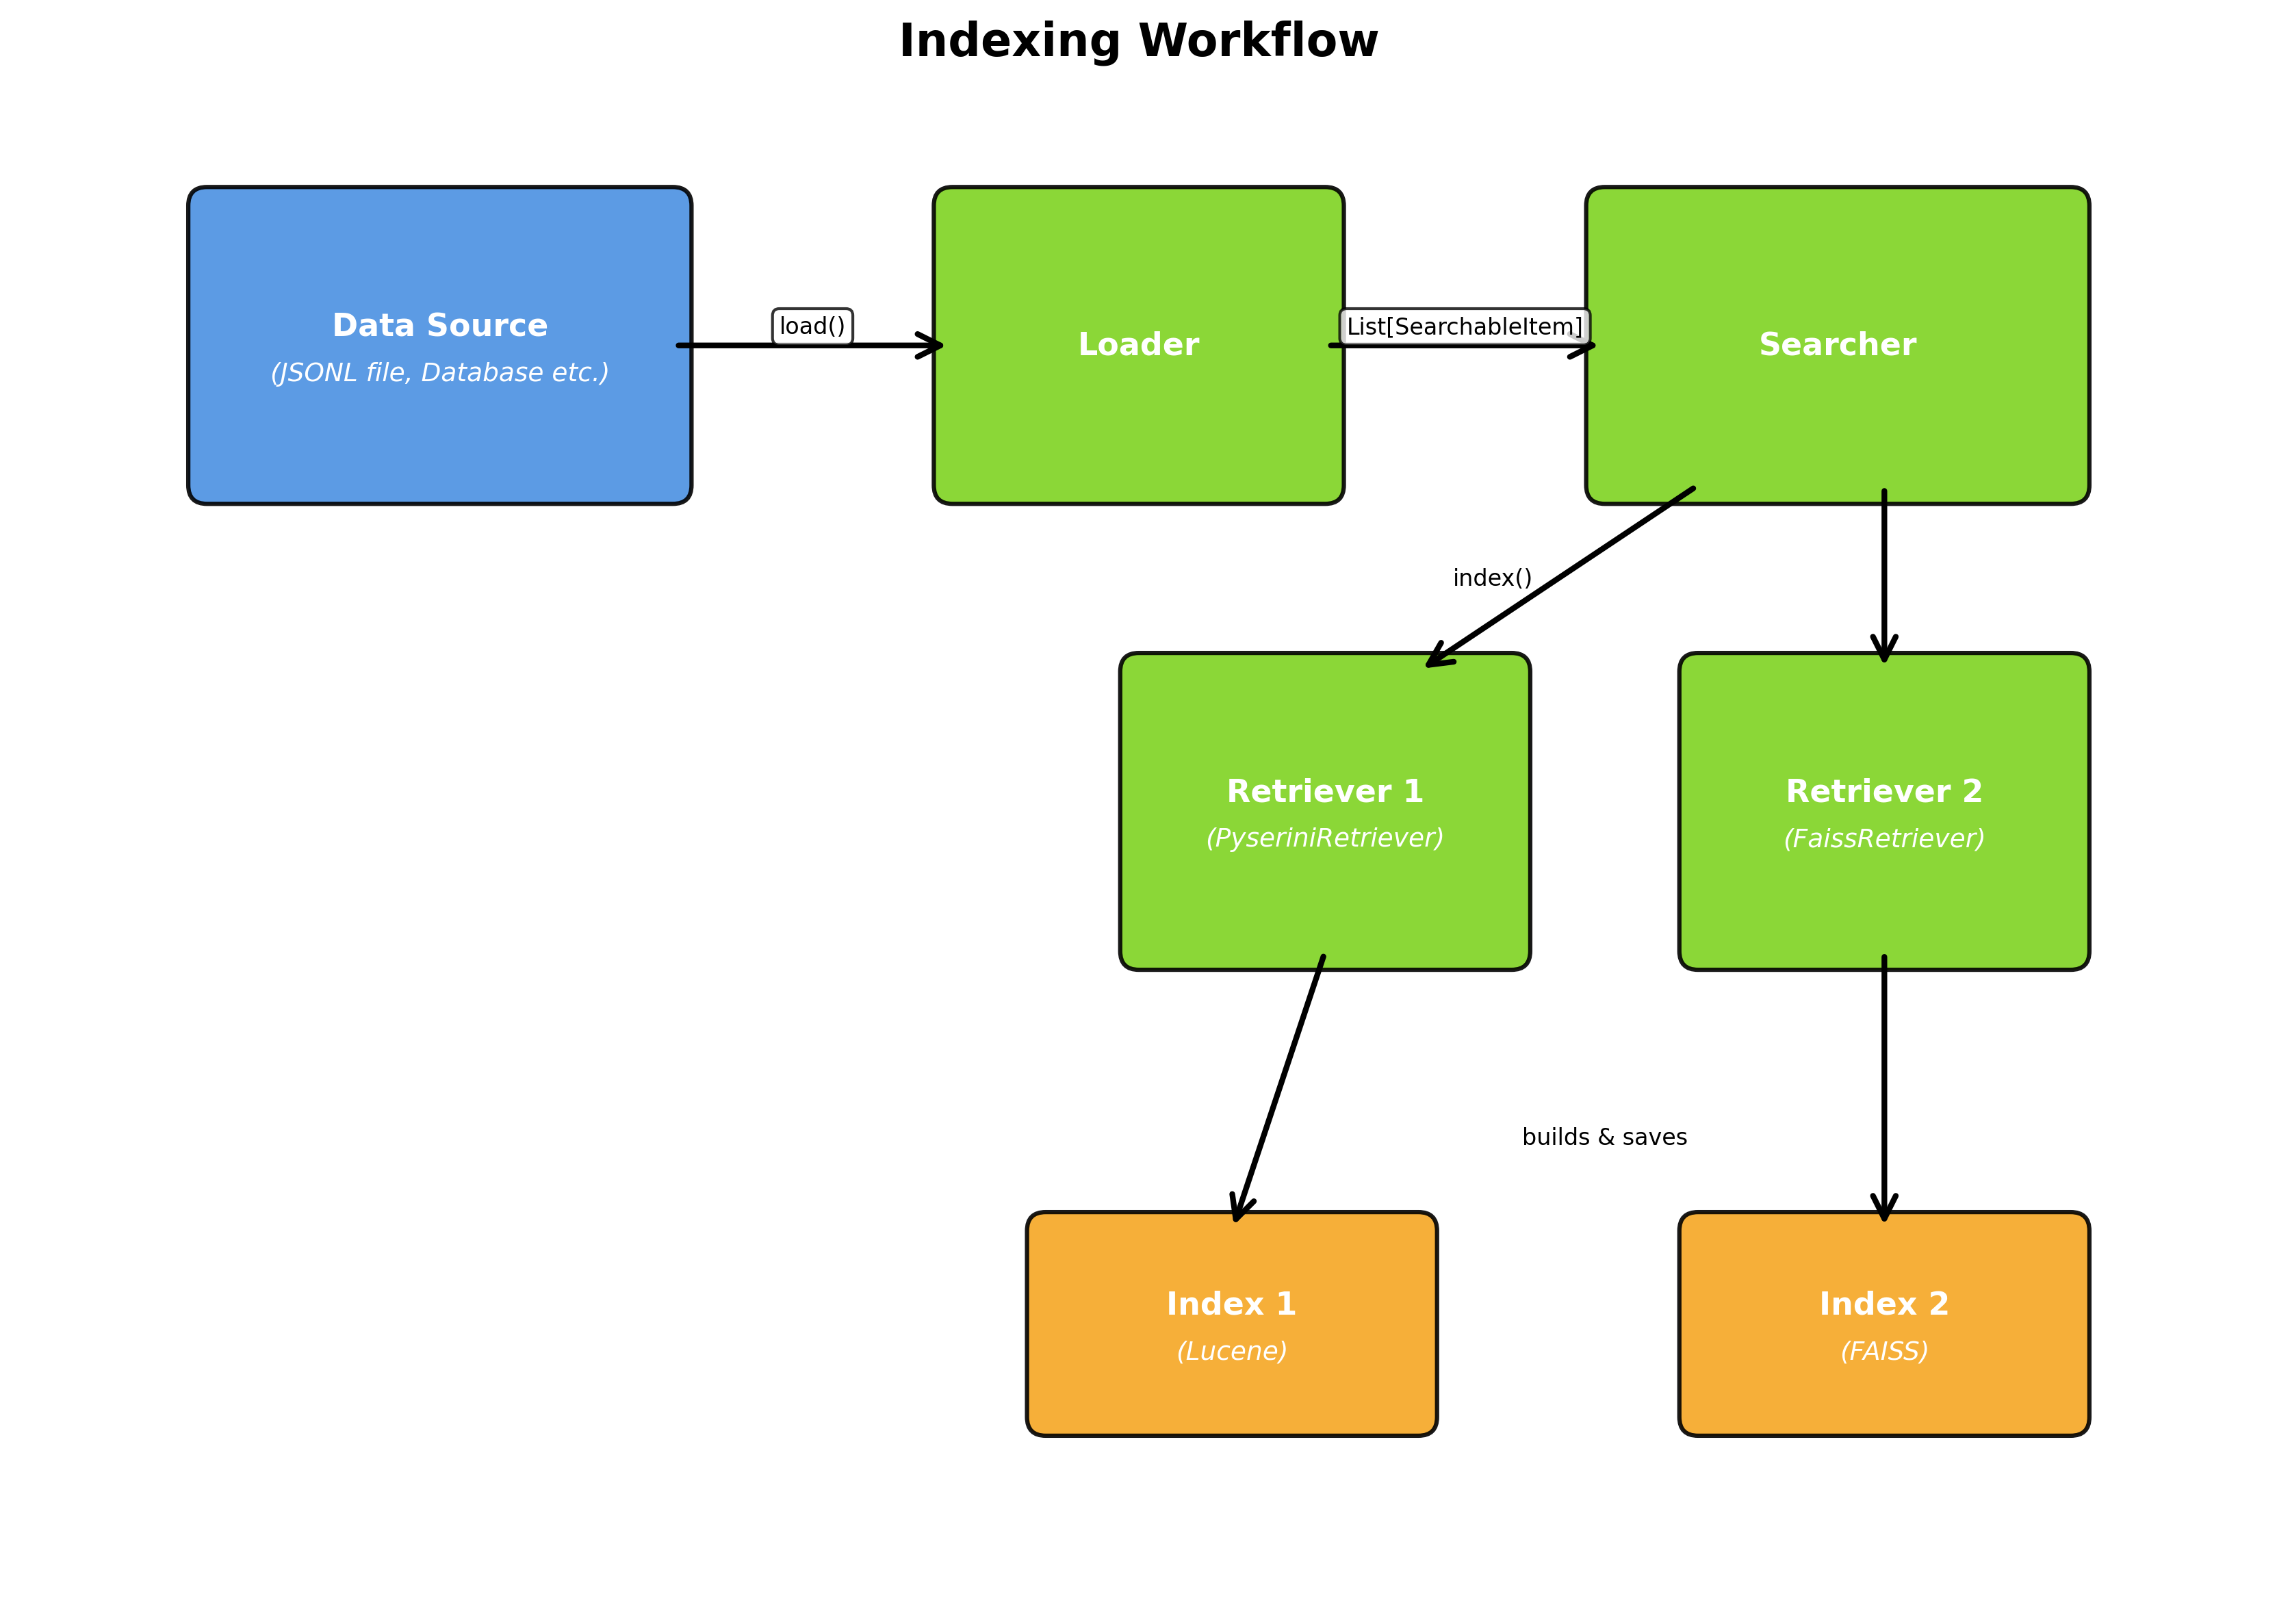 Indexing Workflow
Data Source
(JSONL file, Database etc.)
load()
Loader
List[SearchableItem]
Searcher
index()
Retriever 1
(PyseriniRetriever)
Retriever 2
(FaissRetriever)
builds & saves
Index 1
(Lucene)
Index 2
(FAISS)